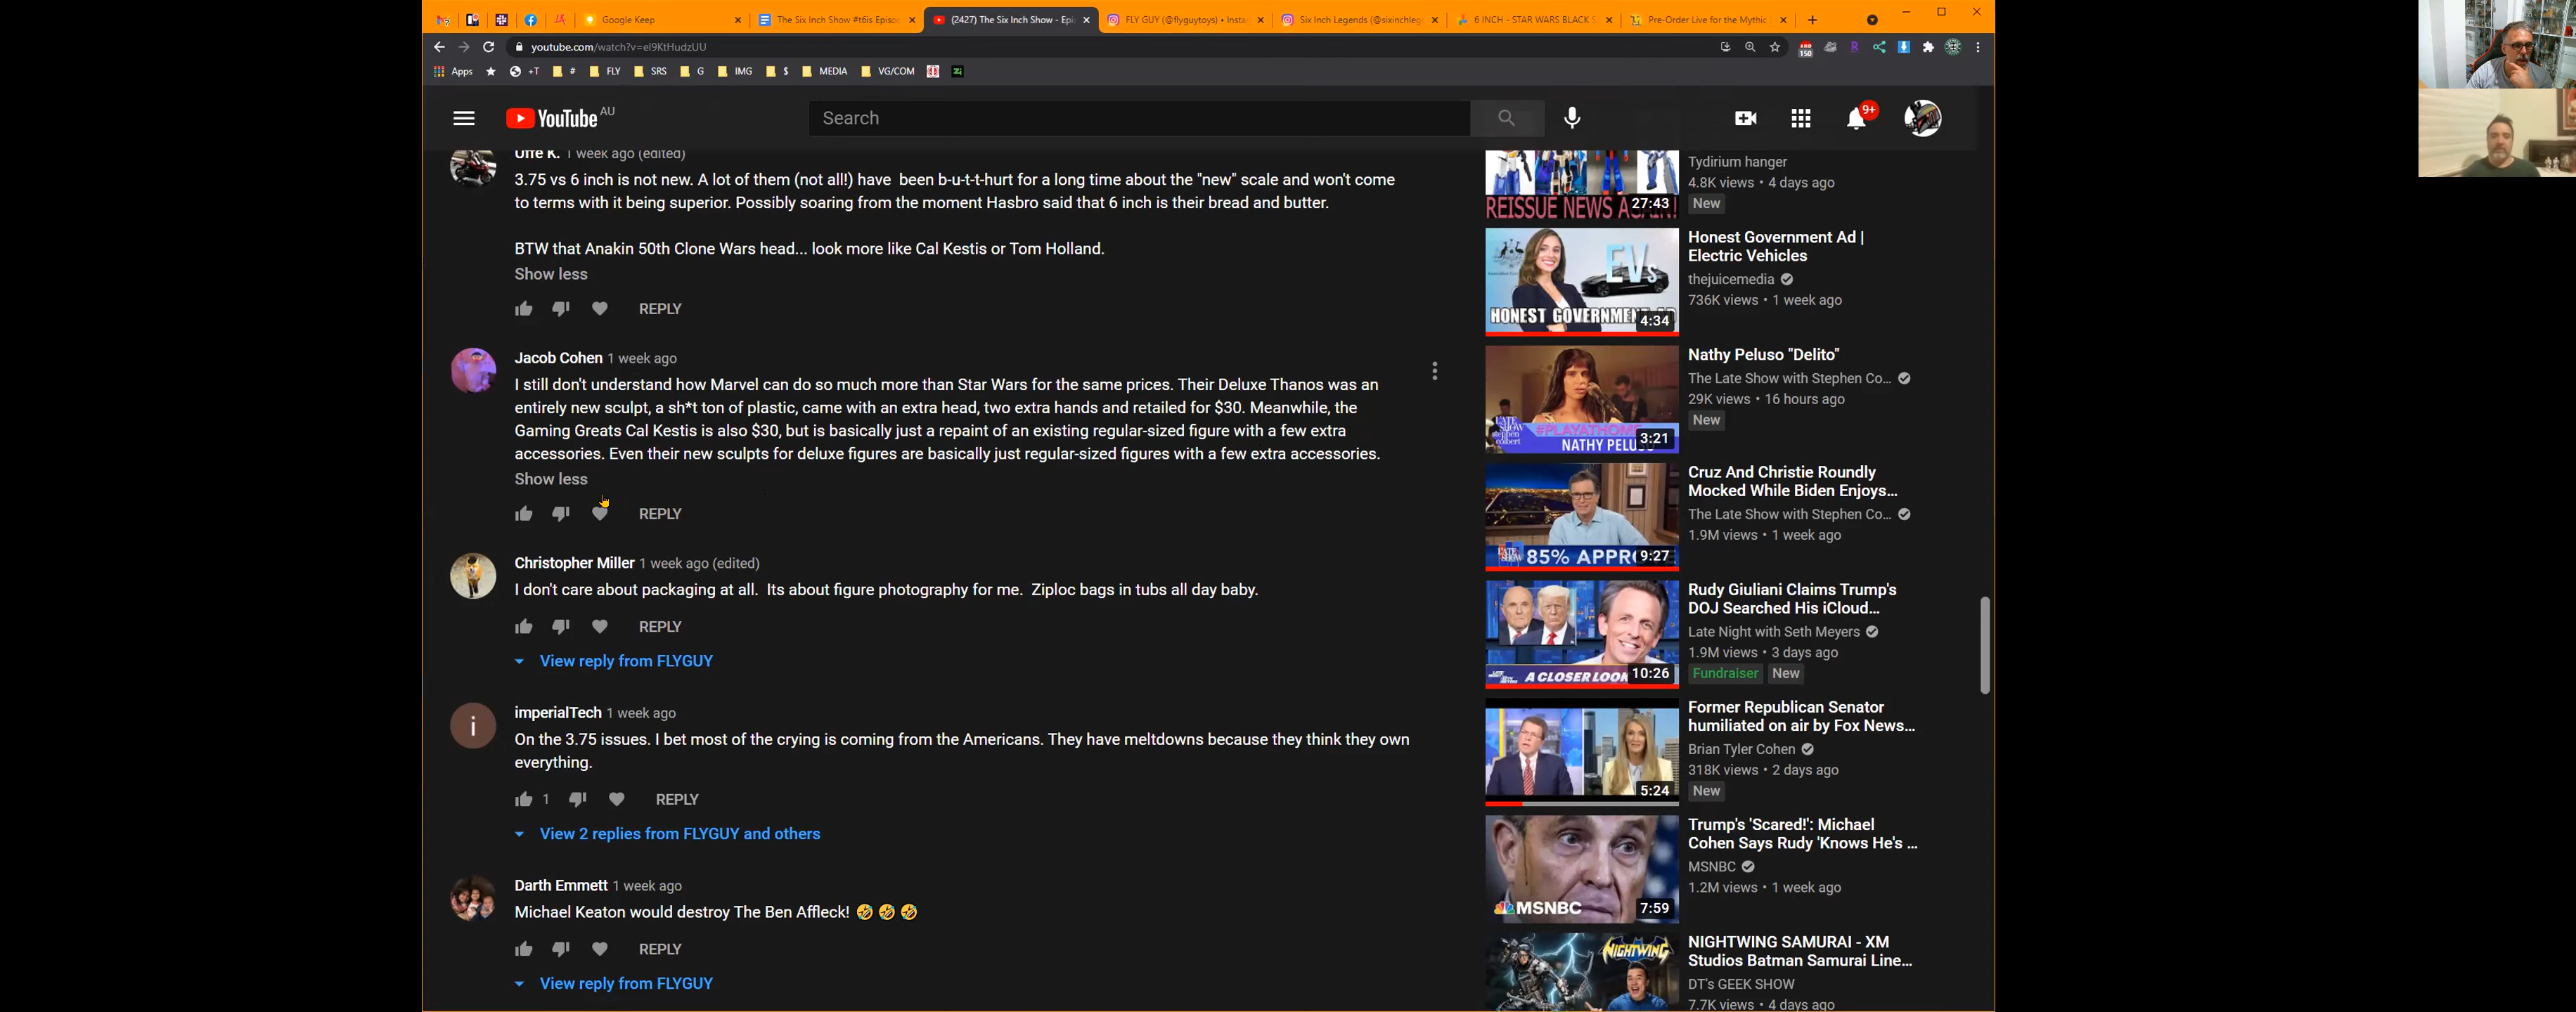 Google Keep
The Six Inch Show #t6is Episod
(2427) The Six Inch Show - Epi
FLY GUY (@flyguytoys) • Insta
Six Inch Legends (@sixinchlege
6 INCH - STAR WARS BLACK S
Pre-Order Live for the Mythic
youtube.com/watch?v=el9KtHudzUU
150
Apps
+T
#
FLY
SRS
G
IMG
$
MEDIA
VG/COM
YouTube AU
Search
9+
Uffe K. 1 week ago (edited)
3.75 vs 6 inch is not new. A lot of them (not all!) have been b-u-t-t-hurt for a long time about the "new" scale and won't come
to terms with it being superior. Possibly soaring from the moment Hasbro said that 6 inch is their bread and butter.
BTW that Anakin 50th Clone Wars head... look more like Cal Kestis or Tom Holland.
Show less
REPLY
Jacob Cohen 1 week ago
I still don't understand how Marvel can do so much more than Star Wars for the same prices. Their Deluxe Thanos was an
entirely new sculpt, a sh*t ton of plastic, came with an extra head, two extra hands and retailed for $30. Meanwhile, the
Gaming Greats Cal Kestis is also $30, but is basically just a repaint of an existing regular-sized figure with a few extra
accessories. Even their new sculpts for deluxe figures are basically just regular-sized figures with a few extra accessories.
Show less
REPLY
Christopher Miller 1 week ago (edited)
I don't care about packaging at all. Its about figure photography for me. Ziploc bags in tubs all day baby.
REPLY
View reply from FLYGUY
i
imperialTech 1 week ago
On the 3.75 issues. I bet most of the crying is coming from the Americans. They have meltdowns because they think they own
everything.
1 REPLY
View 2 replies from FLYGUY and others
Darth Emmett 1 week ago
Michael Keaton would destroy The Ben Affleck! 🤣 🤣 🤣
REPLY
View reply from FLYGUY
REISSUE NEWS AGAIN!
27:43
Tydirium hanger
4.8K views • 4 days ago
New
EVs
HONEST GOVERNMEN
4:34
Honest Government Ad |
Electric Vehicles
thejuicemedia
736K views • 1 week ago
#PLAYATHOME
NATHY PELUSO
3:21
Nathy Peluso "Delito"
The Late Show with Stephen Co...
29K views • 16 hours ago
New
85% APPRO
9:27
Cruz And Christie Roundly
Mocked While Biden Enjoys...
The Late Show with Stephen Co...
1.9M views • 1 week ago
A CLOSER LOOK
10:26
Rudy Giuliani Claims Trump's
DOJ Searched His iCloud...
Late Night with Seth Meyers
1.9M views • 3 days ago
Fundraiser New
5:24
Former Republican Senator
humiliated on air by Fox News...
Brian Tyler Cohen
318K views • 2 days ago
New
MSNBC
7:59
Trump's 'Scared!': Michael
Cohen Says Rudy 'Knows He's ...
MSNBC
1.2M views • 1 week ago
NIGHTWING
NIGHTWING SAMURAI - XM
Studios Batman Samurai Line...
DT's GEEK SHOW
7.7K views • 4 days ago